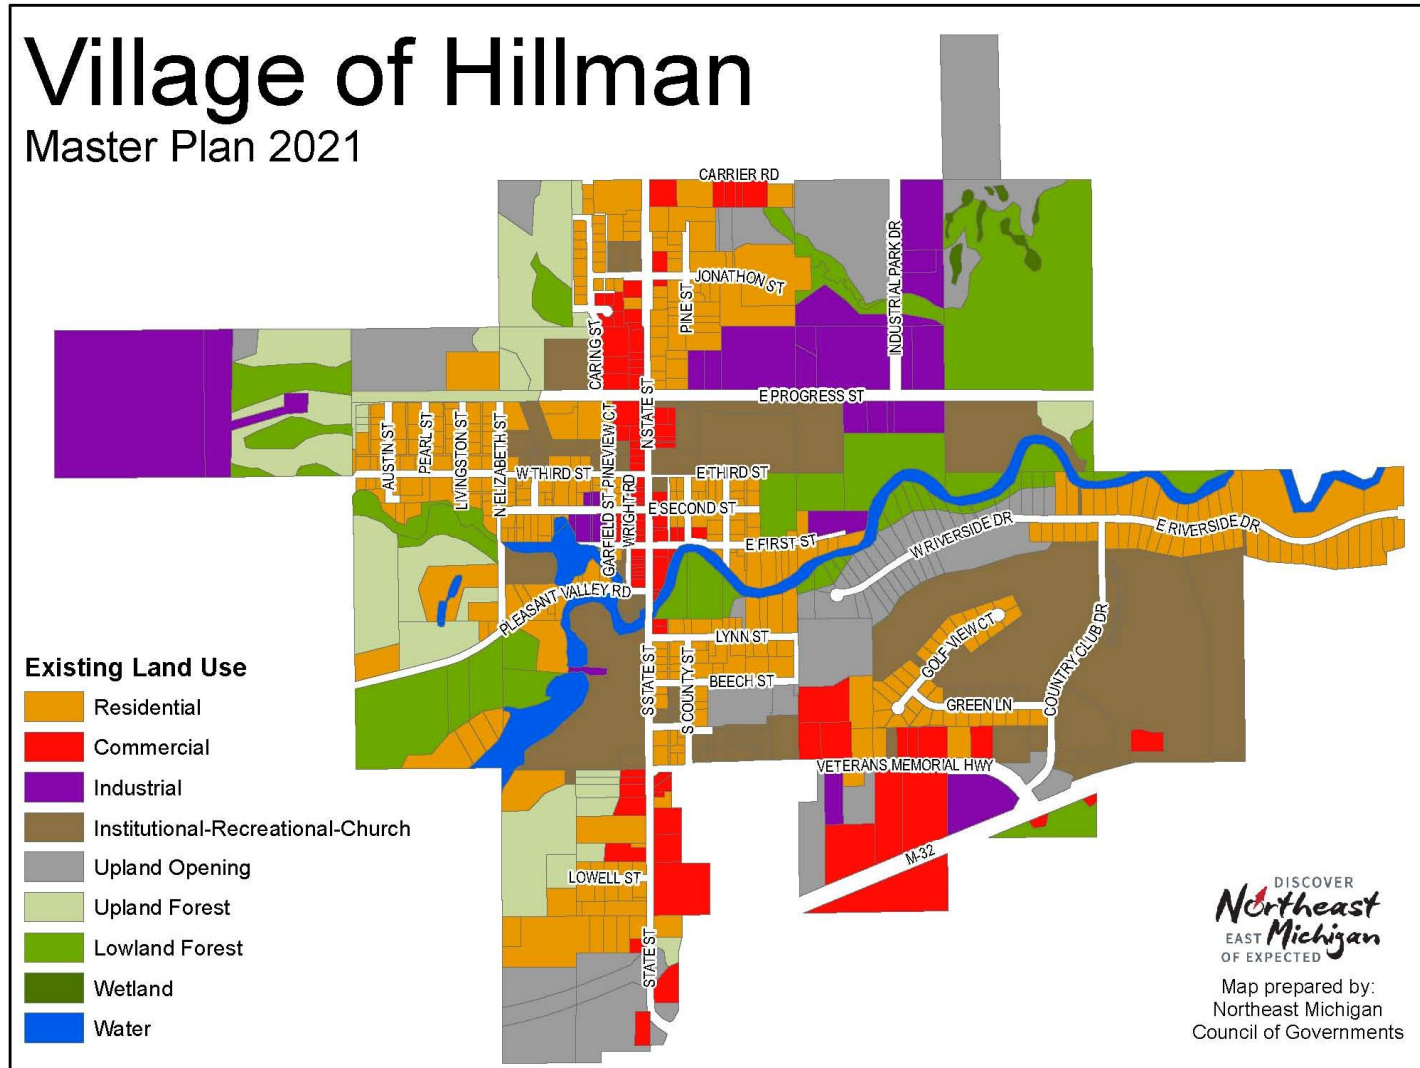 Village of Hillman
Master Plan 2021
CARRIER RD
INDUSTRIAL PARK DR
JONATHON ST
PINE ST
CARING ST
N STATE ST
E PROGRESS ST
AUSTIN ST
PEARL ST
LIVINGSTON ST
N ELIZABETH ST
GARFIELD ST
PINEVIEW CT
W THIRD ST
E THIRD ST
WRIGHT RD
E SECOND ST
E FIRST ST
W RIVERSIDE DR
E RIVERSIDE DR
PLEASANT VALLEY RD
LYNN ST
GOLF VIEW CT
COUNTRY CLUB DR
S STATE ST
S COUNTY ST
BEECH ST
GREEN LN
VETERANS MEMORIAL HWY
M-32
LOWELL ST
STATE ST
Existing Land Use
Residential
Commercial
Industrial
Institutional-Recreational-Church
Upland Opening
Upland Forest
Lowland Forest
Wetland
Water
DISCOVER
Northeast
EAST Michigan
OF EXPECTED
Map prepared by:
Northeast Michigan
Council of Governments